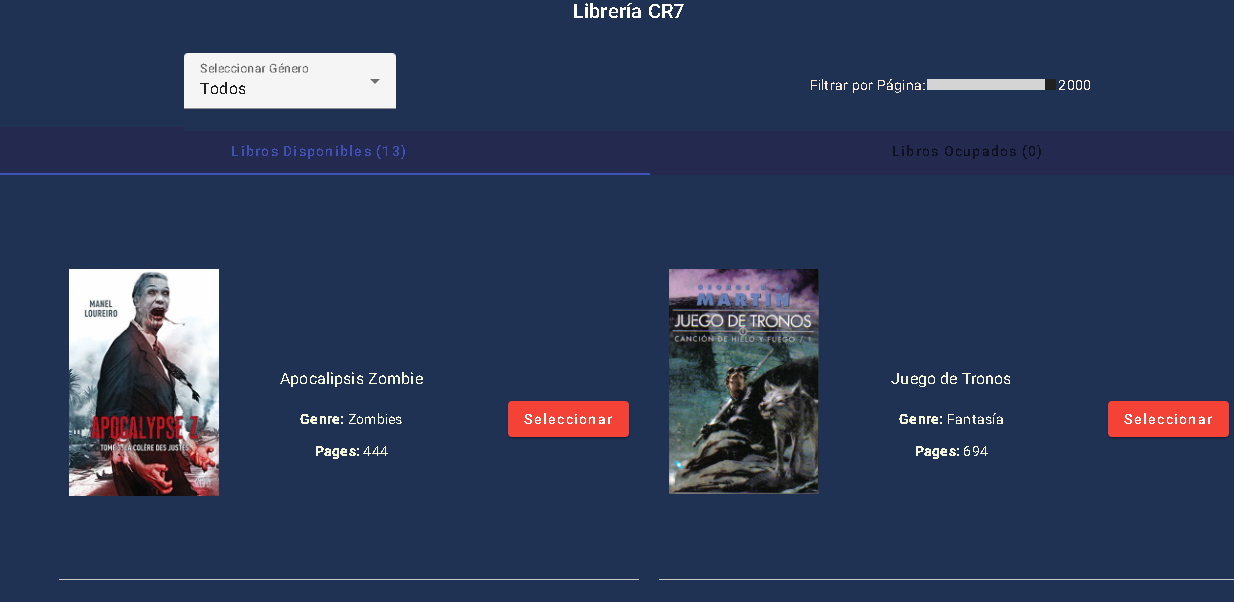 Librería CR7
Seleccionar Género
Todos
Filtrar por Página: 2000
Libros Disponibles (13)
Libros Ocupados (0)
MANEL
LOUREIRO
APOCALYPSE Z
LA COLÈRE DES JUSTES
Apocalipsis Zombie
Genre: Zombies
Pages: 444
Seleccionar
MARTIN
JUEGO DE TRONOS
CANCIÓN DE HIELO Y FUEGO / 1
Juego de Tronos
Genre: Fantasía
Pages: 694
Seleccionar